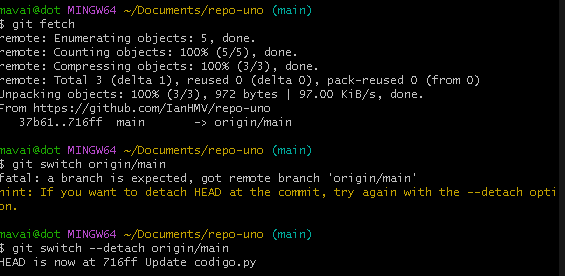 mavai@dot MINGW64 ~/Documents/repo-uno (main)
$ git fetch
remote: Enumerating objects: 5, done.
remote: Counting objects: 100% (5/5), done.
remote: Compressing objects: 100% (3/3), done.
remote: Total 3 (delta 1), reused 0 (delta 0), pack-reused 0 (from 0)
Unpacking objects: 100% (3/3), 972 bytes | 97.00 KiB/s, done.
From https://github.com/IanHMV/repo-uno
37b61..716ff main -> origin/main
mavai@dot MINGW64 ~/Documents/repo-uno (main)
$ git switch origin/main
fatal: a branch is expected, got remote branch 'origin/main'
hint: If you want to detach HEAD at the commit, try again with the --detach opti
on.
mavai@dot MINGW64 ~/Documents/repo-uno (main)
$ git switch --detach origin/main
HEAD is now at 716ff Update codigo.py